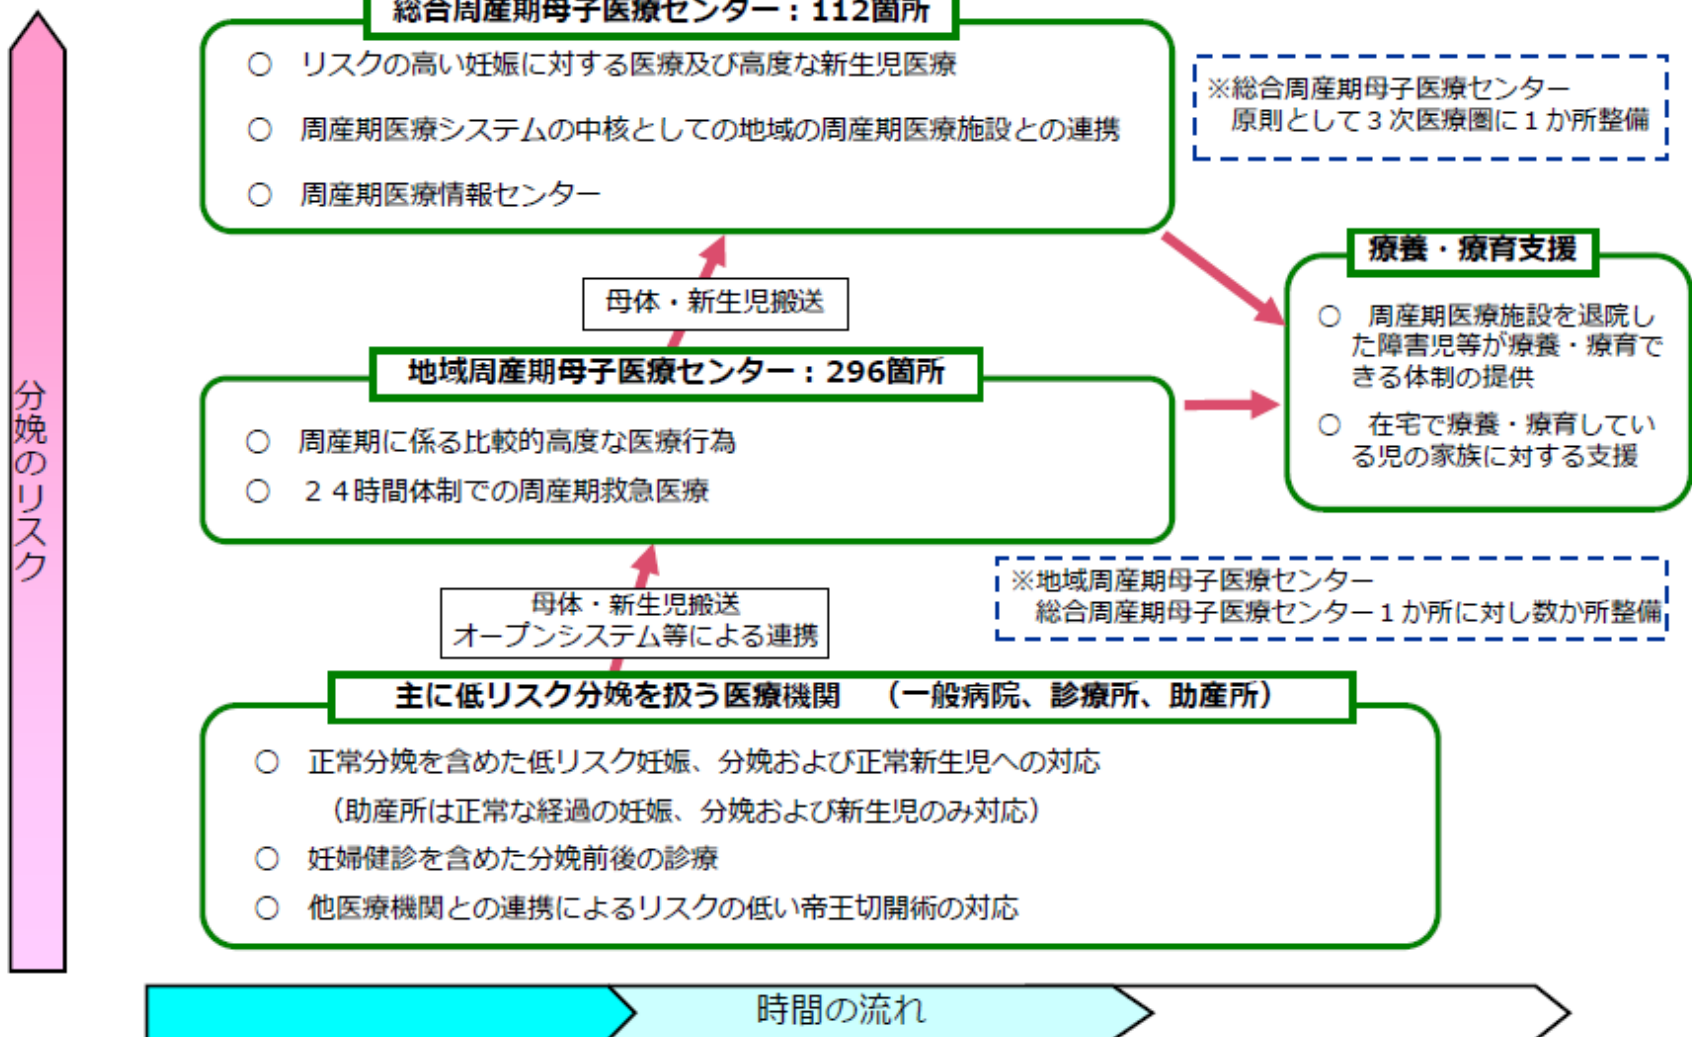 総合周産期母子医療センター：112箇所
○ リスクの高い妊娠に対する医療及び高度な新生児医療
○ 周産期医療システムの中核としての地域の周産期医療施設との連携
○ 周産期医療情報センター
※総合周産期母子医療センター
原則として３次医療圏に１か所整備
母体・新生児搬送
療養・療育支援
○ 周産期医療施設を退院し
た障害児等が療養・療育で
きる体制の提供
○ 在宅で療養・療育してい
る児の家族に対する支援
地域周産期母子医療センター：296箇所
○ 周産期に係る比較的高度な医療行為
○ ２４時間体制での周産期救急医療
※地域周産期母子医療センター
総合周産期母子医療センター１か所に対し数か所整備
母体・新生児搬送
オープンシステム等による連携
主に低リスク分娩を扱う医療機関　（一般病院、診療所、助産所）
○ 正常分娩を含めた低リスク妊娠、分娩および正常新生児への対応
（助産所は正常な経過の妊娠、分娩および新生児のみ対応）
○ 妊婦健診を含めた分娩前後の診療
○ 他医療機関との連携によるリスクの低い帝王切開術の対応
分娩のリスク
時間の流れ